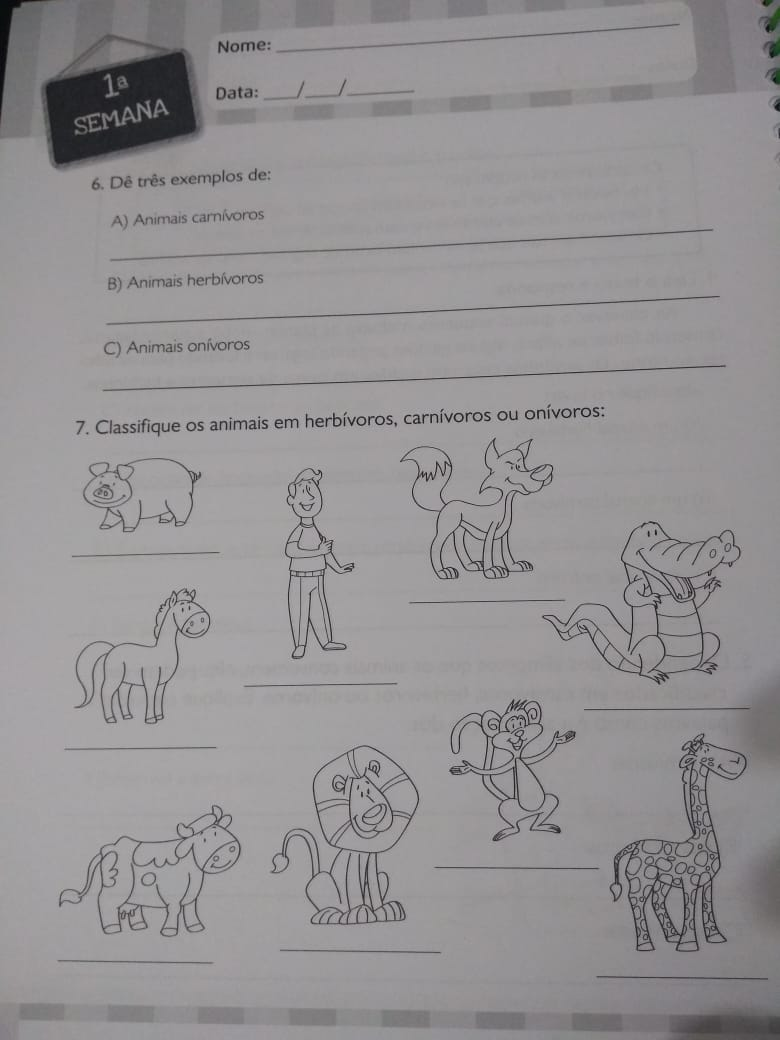 1ª
SEMANA
Nome:
Data: ___/___/___
6. Dê três exemplos de:
A) Animais carnívoros
B) Animais herbívoros
C) Animais onívoros
7. Classifique os animais em herbívoros, carnívoros ou onívoros: